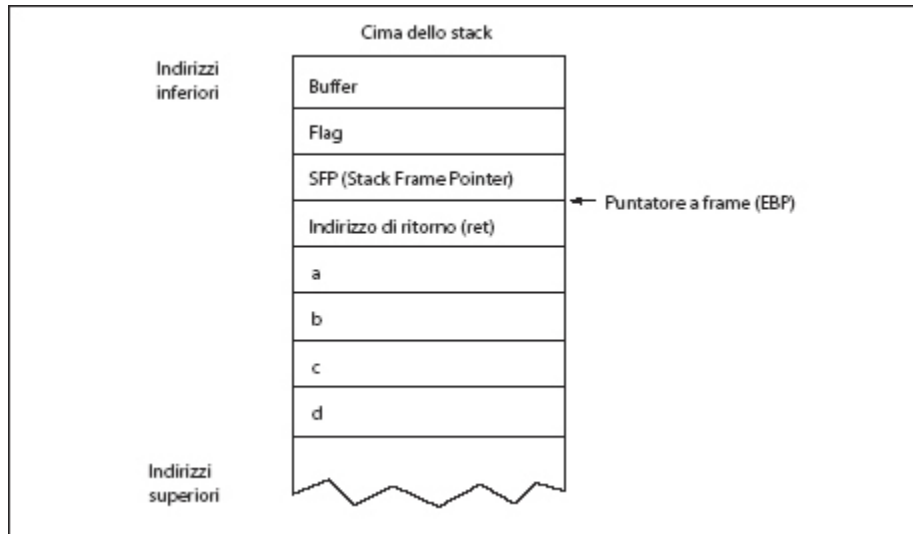 Cima dello stack
Indirizzi
inferiori
Buffer
Flag
SFP (Stack Frame Pointer)
Puntatore a frame (EBP)
Indirizzo di ritorno (ret)
a
b
c
d
Indirizzi
superiori